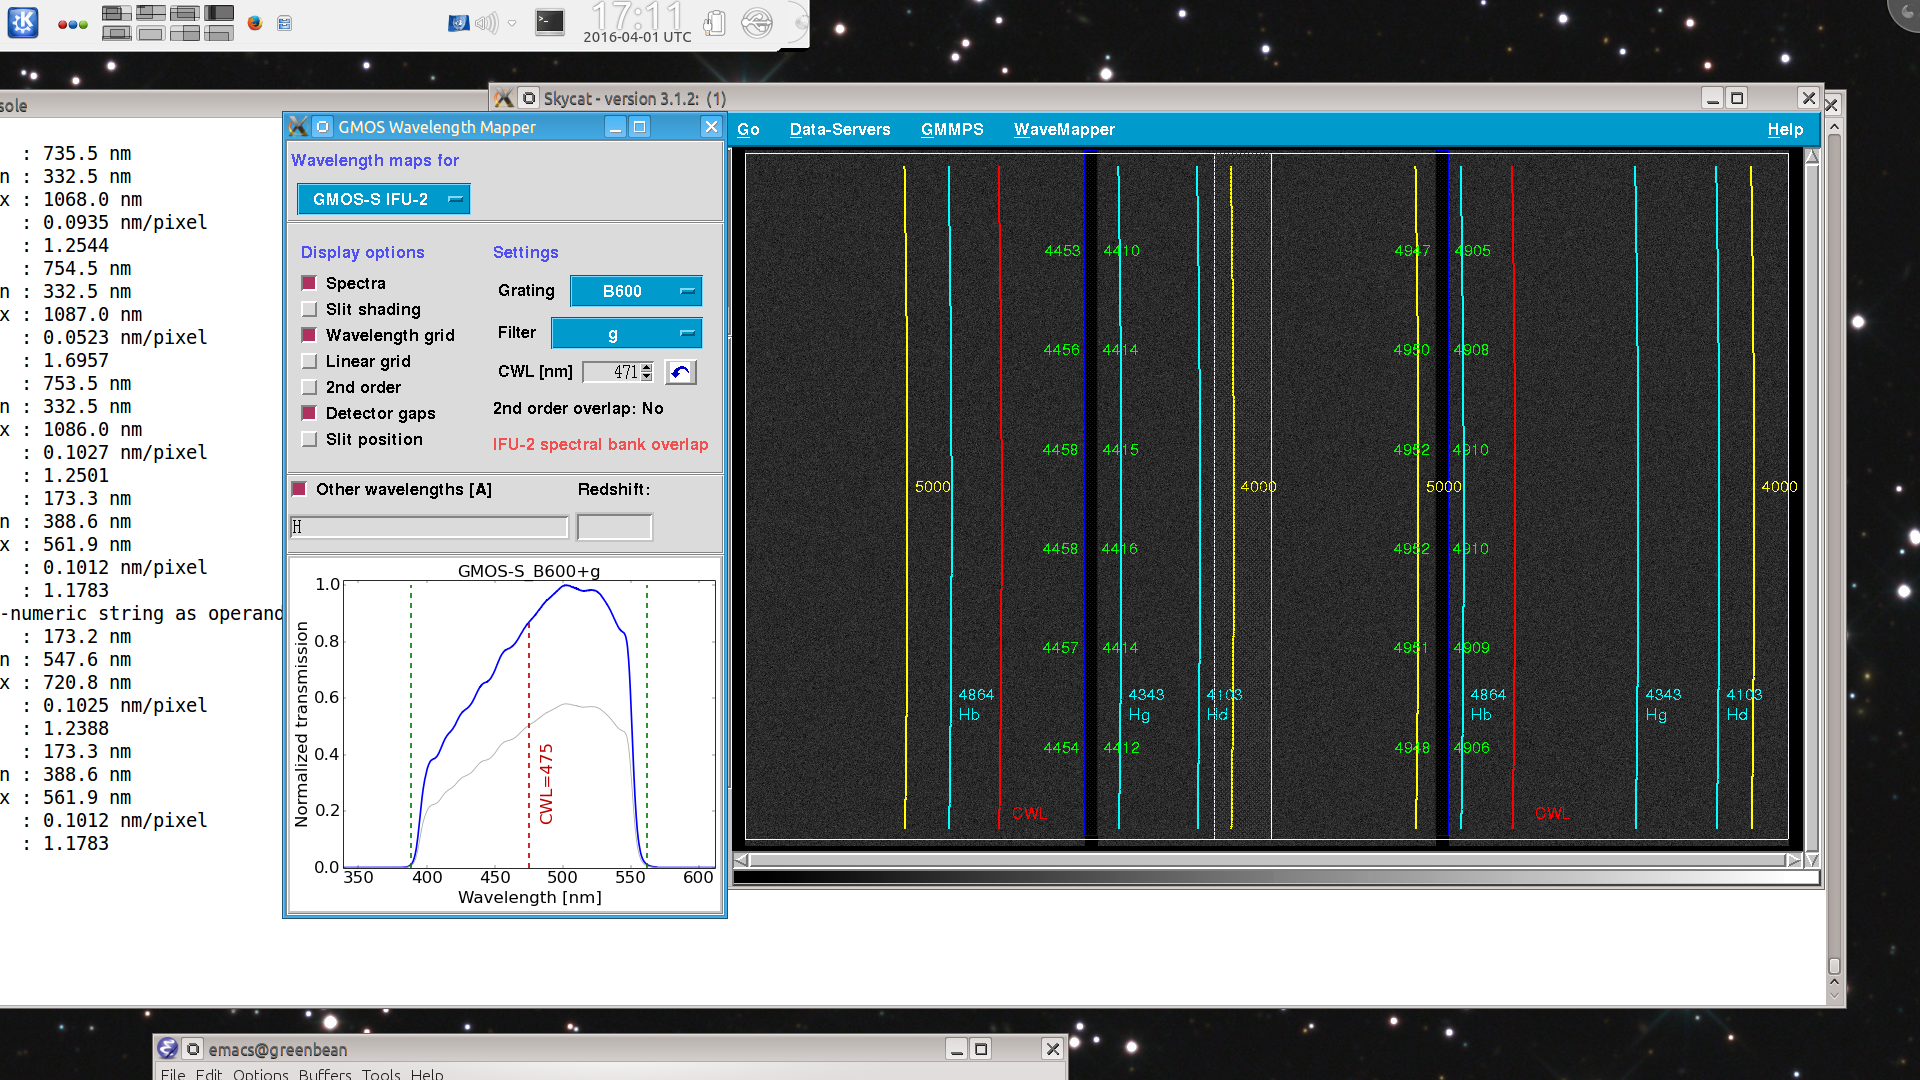 17:11
2016-04-01 UTC
sole
: 735.5 nm
n : 332.5 nm
x : 1068.0 nm
: 0.0935 nm/pixel
: 1.2544
: 754.5 nm
n : 332.5 nm
x : 1087.0 nm
: 0.0523 nm/pixel
: 1.6957
: 753.5 nm
n : 332.5 nm
x : 1086.0 nm
: 0.1027 nm/pixel
: 1.2501
: 173.3 nm
n : 388.6 nm
x : 561.9 nm
: 0.1012 nm/pixel
: 1.1783
-numeric string as operand
: 173.2 nm
n : 547.6 nm
x : 720.8 nm
: 0.1025 nm/pixel
: 1.2388
: 173.3 nm
n : 388.6 nm
x : 561.9 nm
: 0.1012 nm/pixel
: 1.1783
GMOS Wavelength Mapper
Wavelength maps for
GMOS-S IFU-2
Display options
Spectra
Slit shading
Wavelength grid
Linear grid
2nd order
Detector gaps
Slit position
Settings
Grating B600
Filter g
CWL [nm] 471
2nd order overlap: No
IFU-2 spectral bank overlap
Other wavelengths [A] Redshift:
H
GMOS-S_B600+g
Normalized transmission
1.0
0.8
0.6
0.4
0.2
0.0
CWL=475
350 400 450 500 550 600
Wavelength [nm]
Skycat - version 3.1.2: (1)
Go Data-Servers GMMPS WaveMapper Help
4453 4410 4947 4905
4456 4414 4950 4908
4458 4415 4952 4910
5000 4000 5000 4000
4458 4416 4952 4910
4457 4414 4951 4909
4864 4343 4103 4864 4343 4103
Hb Hg Hd Hb Hg Hd
4454 4412 4948 4906
CWL CWL
emacs@greenbean
File Edit Options Buffers Tools Help